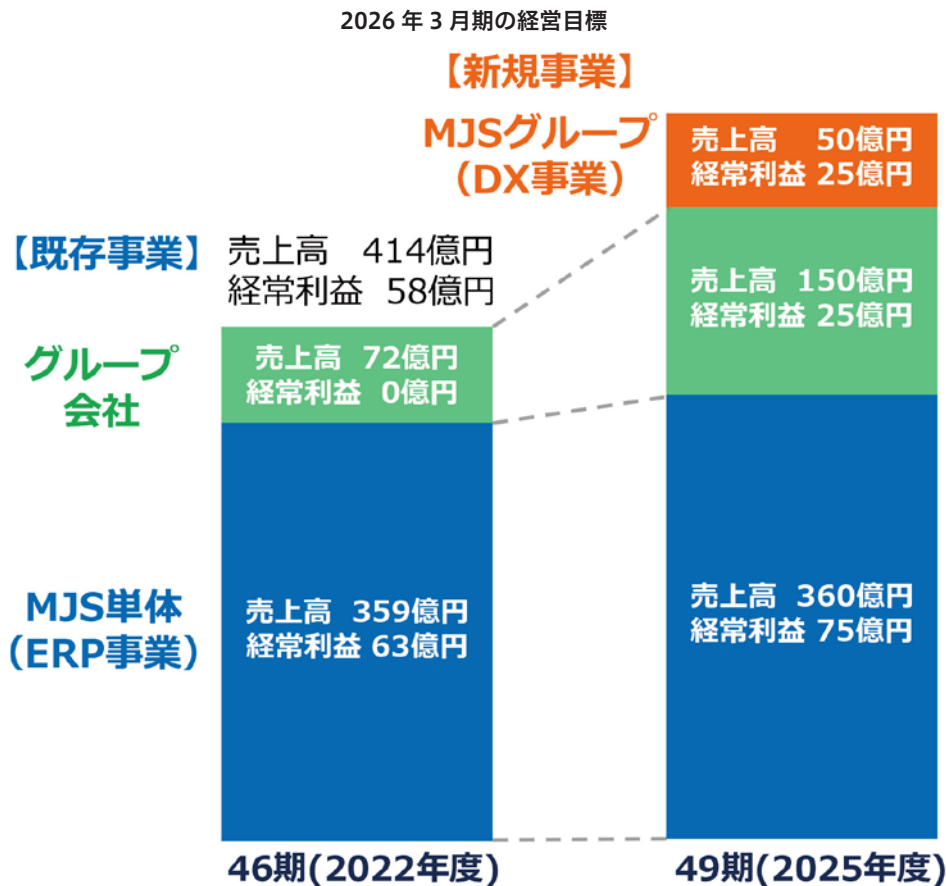 2026 年 3 月期の経営目標
【新規事業】
MJSグループ
（DX事業）
売上高 50億円
経常利益 25億円
【既存事業】
売上高 414億円
経常利益 58億円
売上高 150億円
経常利益 25億円
グループ
会社
売上高 72億円
経常利益 0億円
MJS単体
（ERP事業）
売上高 359億円
経常利益 63億円
売上高 360億円
経常利益 75億円
46期(2022年度)
49期(2025年度)